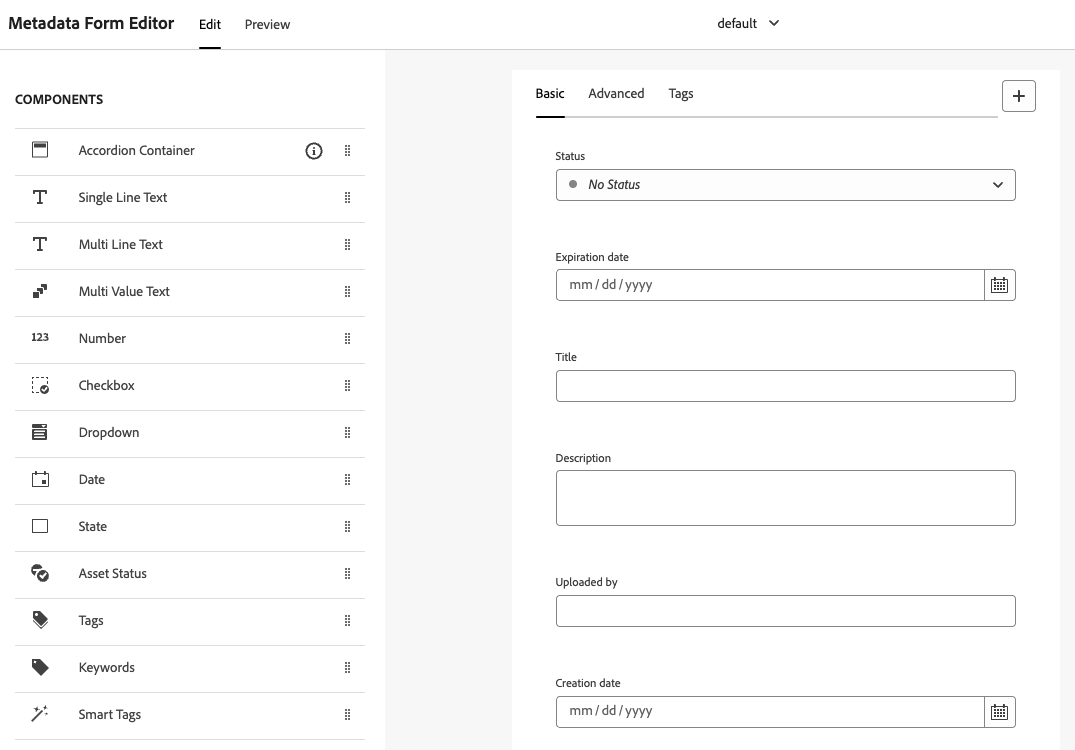 Metadata Form Editor
Edit
Preview
default
COMPONENTS
Accordion Container
Single Line Text
Multi Line Text
Multi Value Text
123 Number
Checkbox
Dropdown
Date
State
Asset Status
Tags
Keywords
Smart Tags
Basic
Advanced
Tags
Status
No Status
Expiration date
mm / dd / yyyy
Title
Description
Uploaded by
Creation date
mm / dd / yyyy